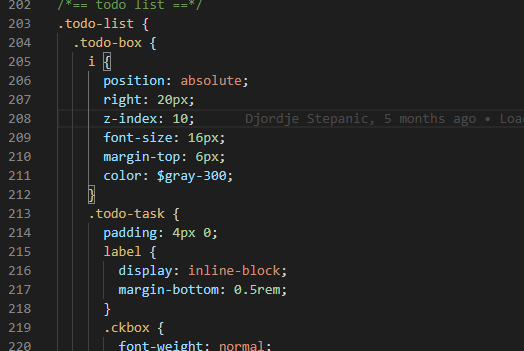 202 /*== todo list ==*/
203 .todo-list {
204 .todo-box {
205 i {
206 position: absolute;
207 right: 20px;
208 z-index: 10; Djordje Stepanic, 5 months ago • Loa
209 font-size: 16px;
210 margin-top: 6px;
211 color: $gray-300;
212 }
213 .todo-task {
214 padding: 4px 0;
215 label {
216 display: inline-block;
217 margin-bottom: 0.5rem;
218 }
219 .ckbox {
220 font-weight: normal;